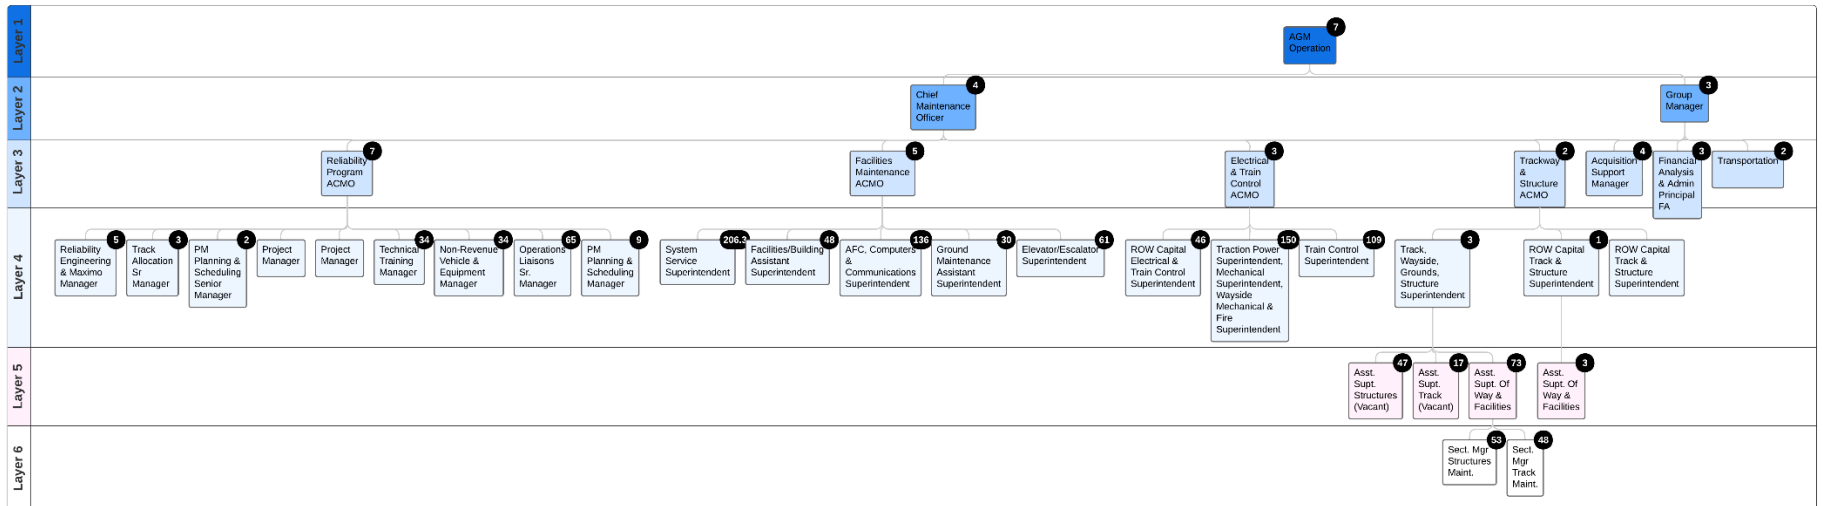 Layer 1
7
AGM
Operation
Layer 2
4
Chief
Maintenance
Officer
3
Group
Manager
Layer 3
7
Reliability
Program
ACMO
5
Facilities
Maintenance
ACMO
3
Electrical
& Train
Control
ACMO
2
Trackway
&
Structure
ACMO
4
Acquisition
Support
Manager
3
Financial
Analysis
& Admin
Principal
FA
2
Transportation
Layer 4
5
Reliability
Engineering
& Maximo
Manager
3
Track
Allocation
Sr
Manager
2
PM
Planning &
Scheduling
Senior
Manager
Project
Manager
Project
Manager
34
Technical
Training
Manager
34
Non-Revenue
Vehicle &
Equipment
Manager
65
Operations
Liaisons
Sr.
Manager
9
PM
Planning &
Scheduling
Manager
206.3
System
Service
Superintendent
48
Facilities/Building
Assistant
Superintendent
136
AFC, Computers
&
Communications
Superintendent
30
Ground
Maintenance
Assistant
Superintendent
61
Elevator/Escalator
Superintendent
46
ROW Capital
Electrical &
Train Control
Superintendent
150
Traction Power
Superintendent,
Mechanical
Superintendent,
Wayside
Mechanical &
Fire
Superintendent
109
Train Control
Superintendent
3
Track,
Wayside,
Grounds,
Structure
Superintendent
1
ROW Capital
Track &
Structure
Superintendent
ROW Capital
Track &
Structure
Superintendent
Layer 5
47
Asst.
Supt.
Structures
(Vacant)
17
Asst.
Supt.
Track
(Vacant)
73
Asst.
Supt. Of
Way &
Facilities
3
Asst.
Supt. Of
Way &
Facilities
Layer 6
53
Sect. Mgr
Structures
Maint.
48
Sect.
Mgr
Track
Maint.